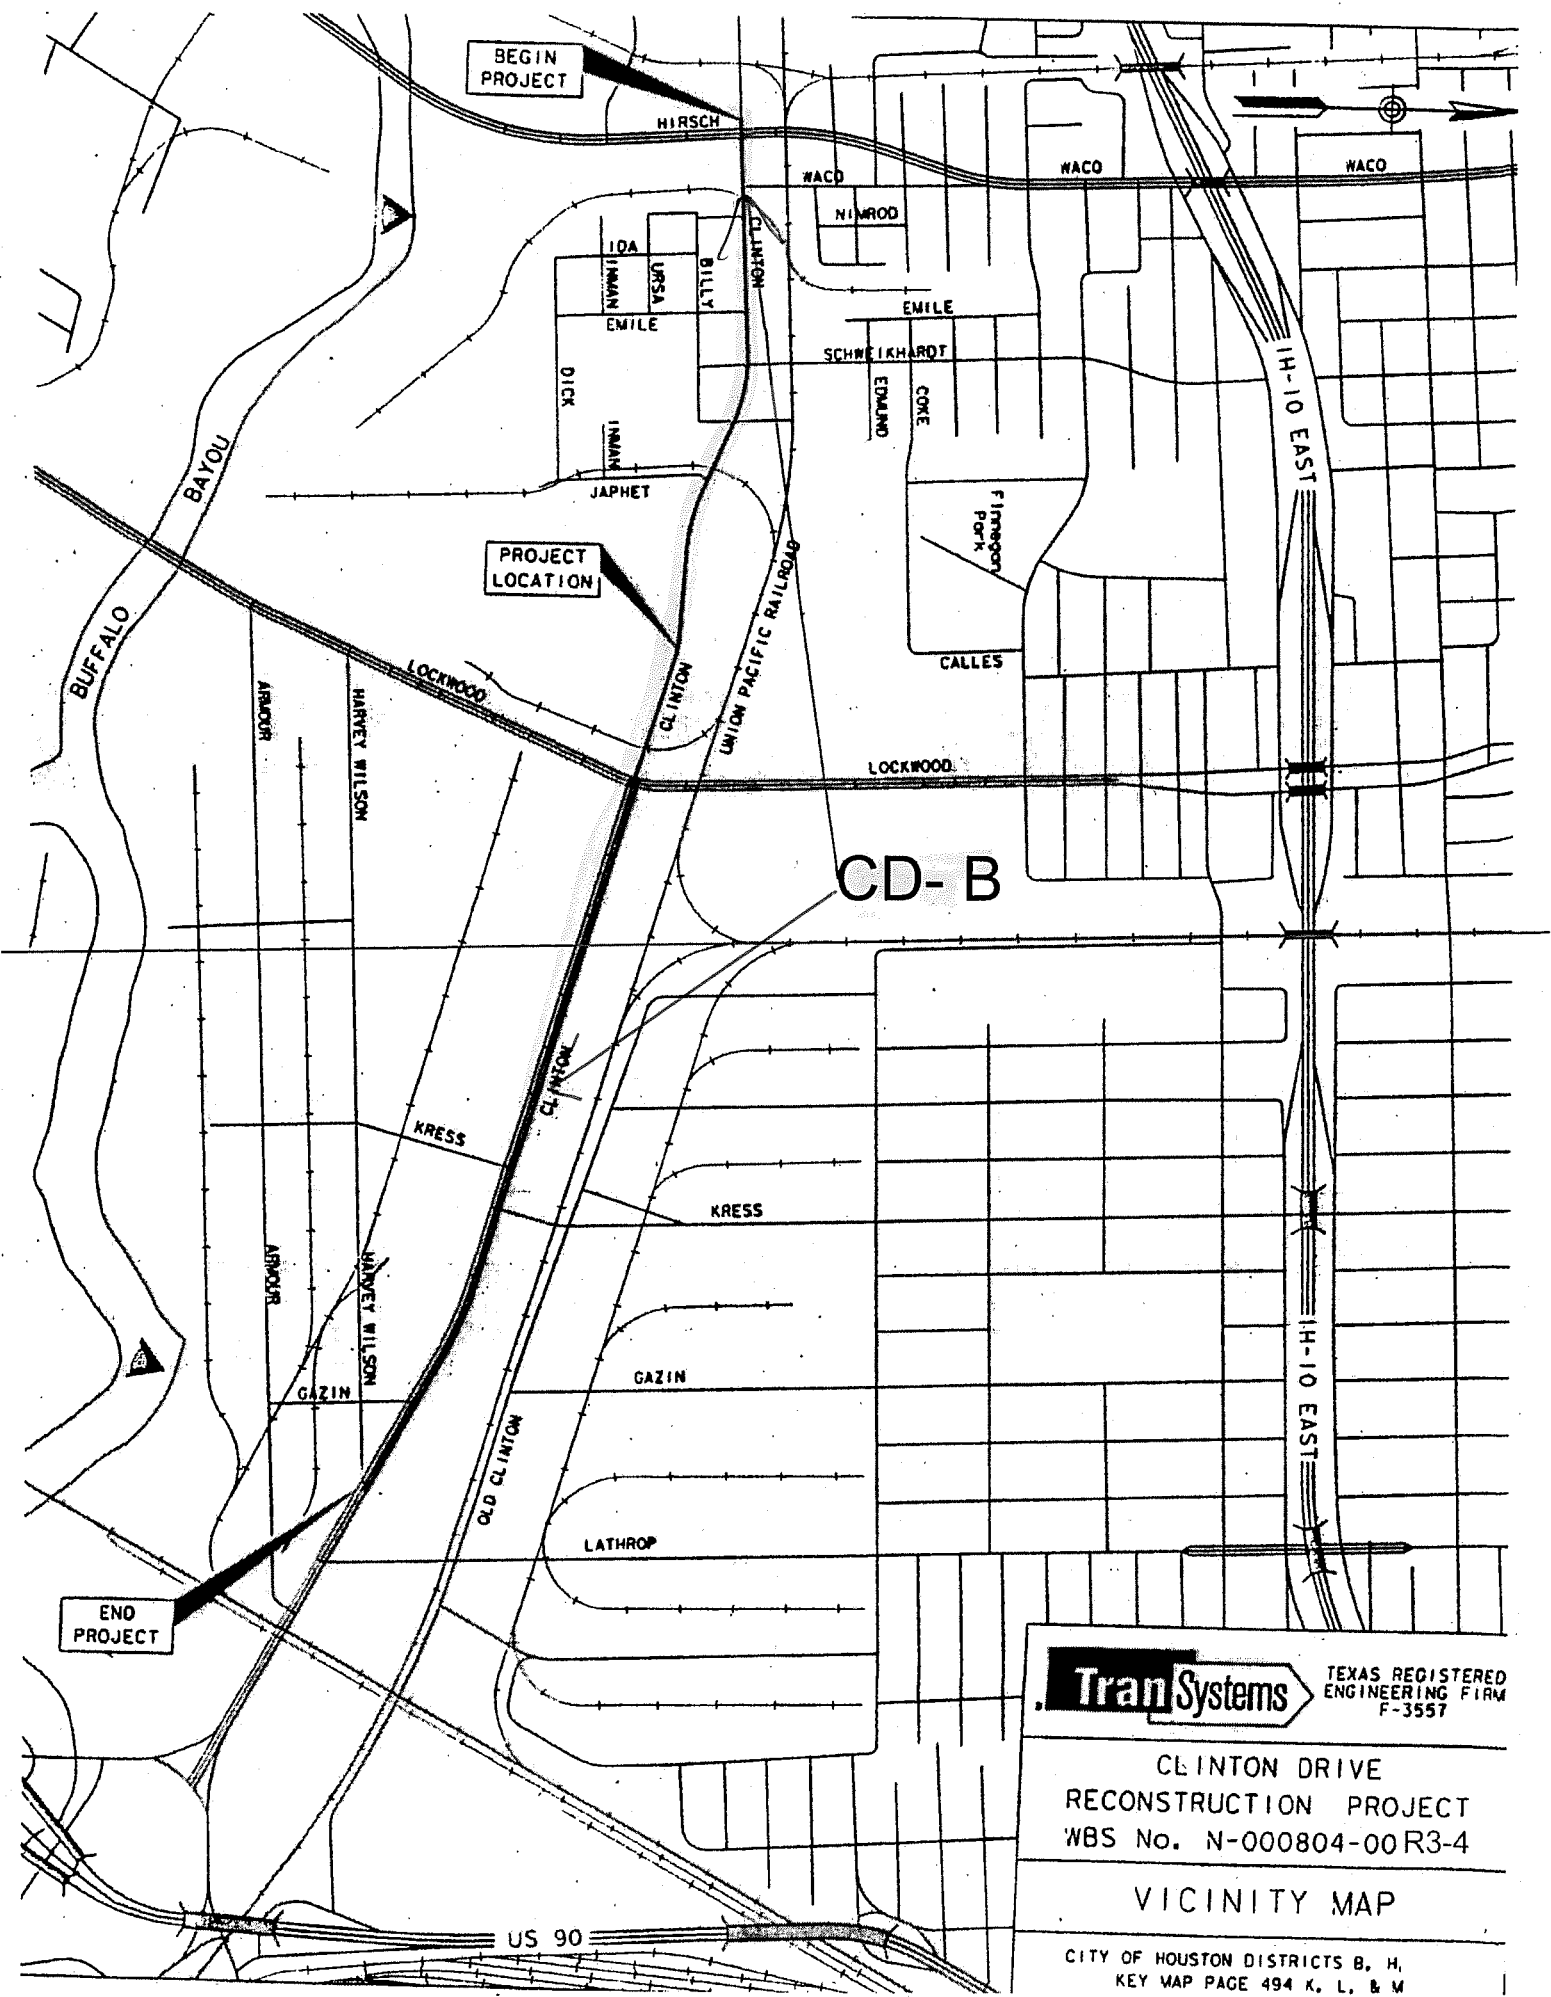 BEGIN
PROJECT
HIRSCH
WACO
WACO
WACO
NIMROD
CLINTON
IDA
INMAN
URSA
BILLY
EMILE
EMILE
SCHWEIKHARDT
IH-10 EAST
DICK
EDMUND
COKE
INMAN
JAPHET
BAYOU
BUFFALO
Finnegan
Park
PROJECT
LOCATION
UNION PACIFIC RAILROAD
CALLES
LOCKWOOD
CLINTON
ARMOUR
HARVEY WILSON
LOCKWOOD
CD- B
CLINTON
KRESS
KRESS
ARMOUR
HARVEY WILSON
IH-10 EAST
GAZIN
GAZIN
OLD CLINTON
LATHROP
END
PROJECT
TranSystems
TEXAS REGISTERED
ENGINEERING FIRM
F-3557
CLINTON DRIVE
RECONSTRUCTION PROJECT
WBS No. N-000804-00R3-4
VICINITY MAP
US 90
CITY OF HOUSTON DISTRICTS B, H,
KEY MAP PAGE 494 K, L, & M